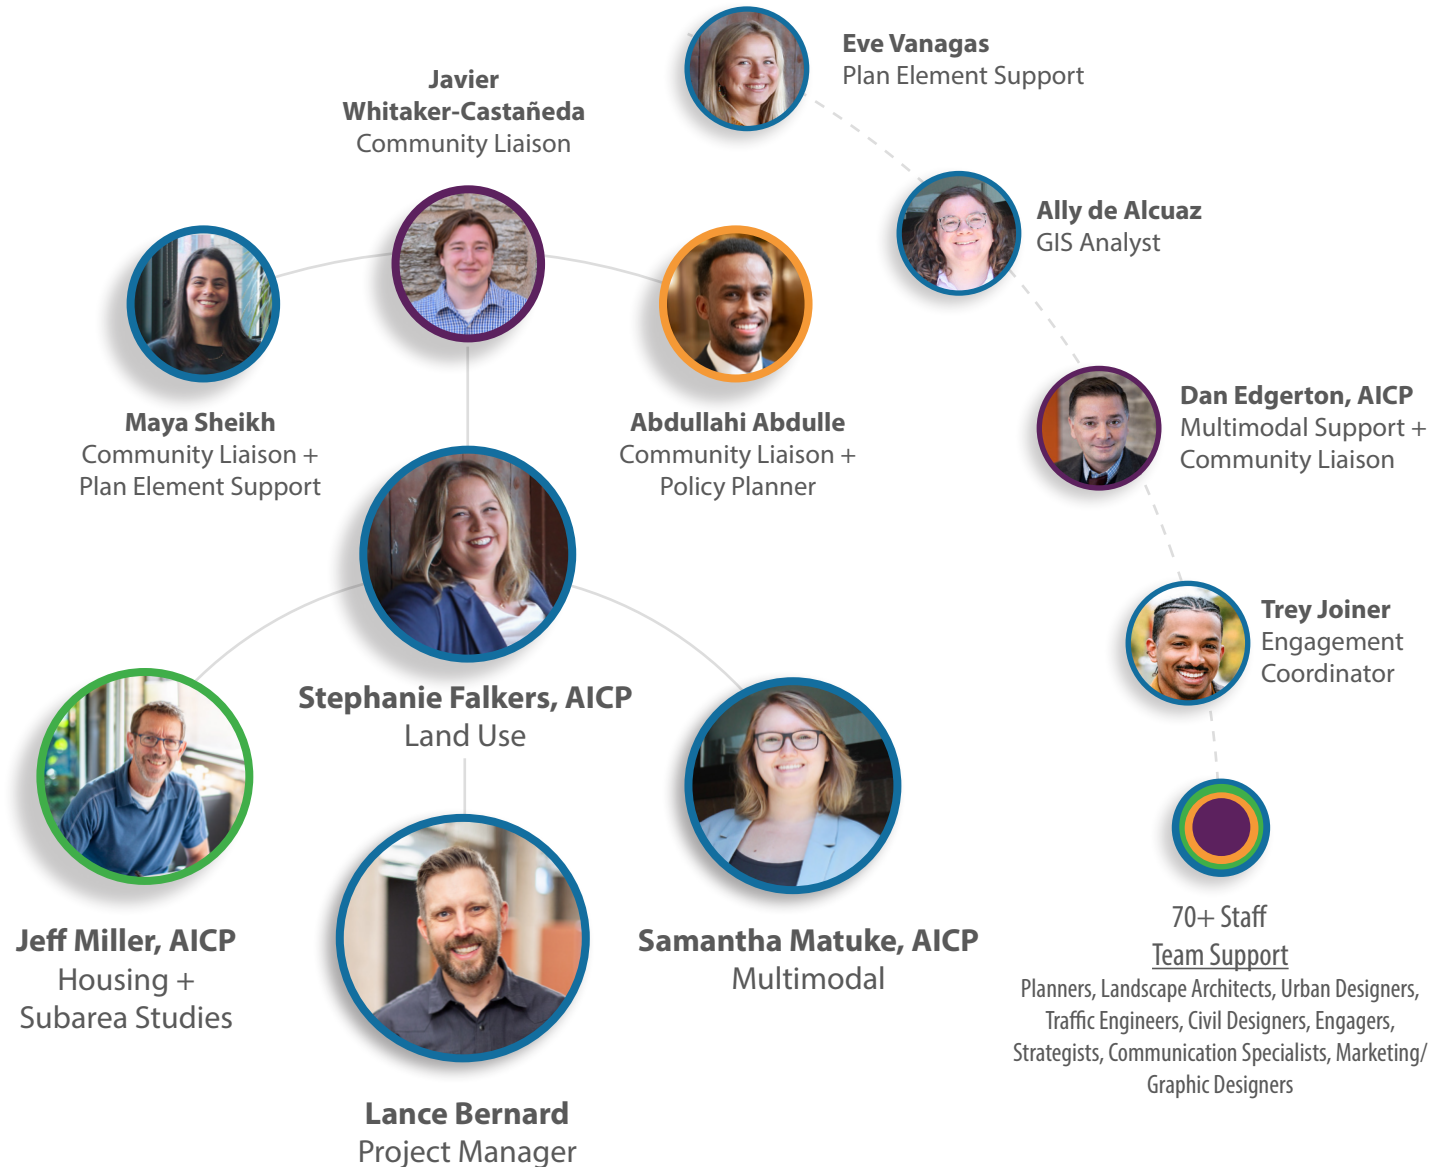 Eve Vanagas
Plan Element Support
Javier
Whitaker-Castañeda
Community Liaison
Ally de Alcuaz
GIS Analyst
Maya Sheikh
Community Liaison +
Plan Element Support
Abdullahi Abdulle
Community Liaison +
Policy Planner
Dan Edgerton, AICP
Multimodal Support +
Community Liaison
Trey Joiner
Engagement
Coordinator
Stephanie Falkers, AICP
Land Use
Jeff Miller, AICP
Housing +
Subarea Studies
Samantha Matuke, AICP
Multimodal
Lance Bernard
Project Manager
70+ Staff
Team Support
Planners, Landscape Architects, Urban Designers,
Traffic Engineers, Civil Designers, Engagers,
Strategists, Communication Specialists, Marketing/
Graphic Designers